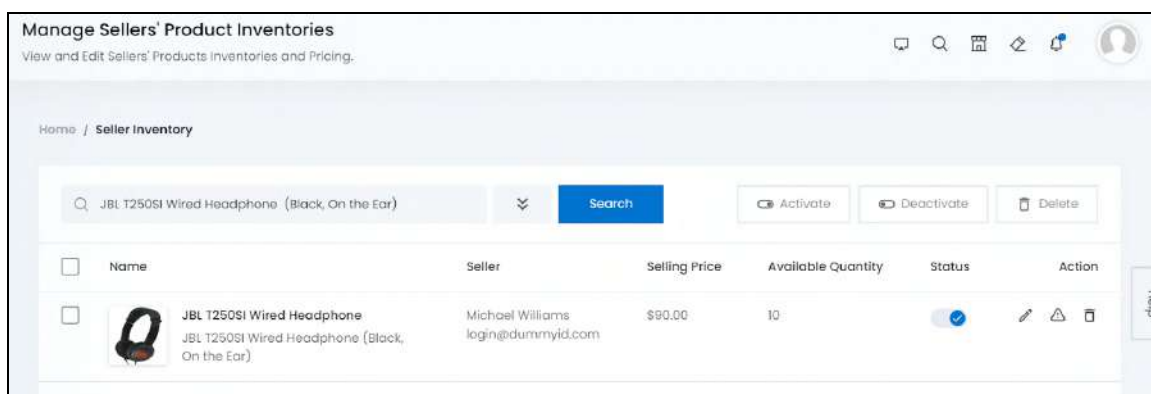 Manage Sellers' Product Inventories
View and Edit Sellers' Products Inventories and Pricing.
Home / Seller Inventory
JBL T250SI Wired Headphone (Black, On the Ear)
Search
Activate
Deactivate
Delete
Name Seller Selling Price Available Quantity Status Action
JBL T250SI Wired Headphone
JBL T250SI Wired Headphone (Black,
On the Ear)
Michael Williams
login@dummyid.com
$90.00
10
Help